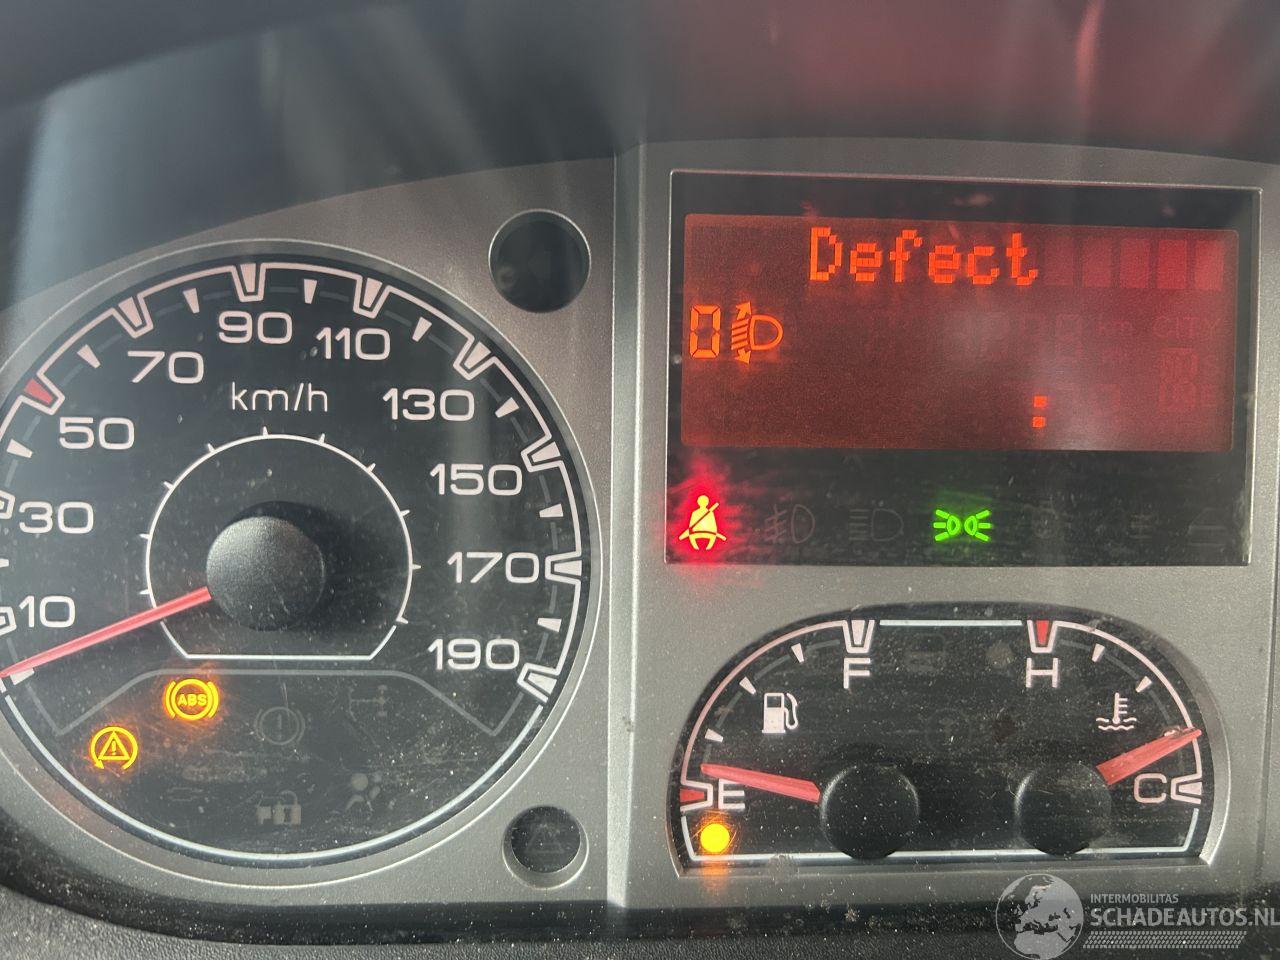 Defect
0
:
90
110
70
130
50
150
30
170
10
190
km/h
ABS
F
H
E
C
INTERMOBILITAS
SCHADEAUTOS.NL